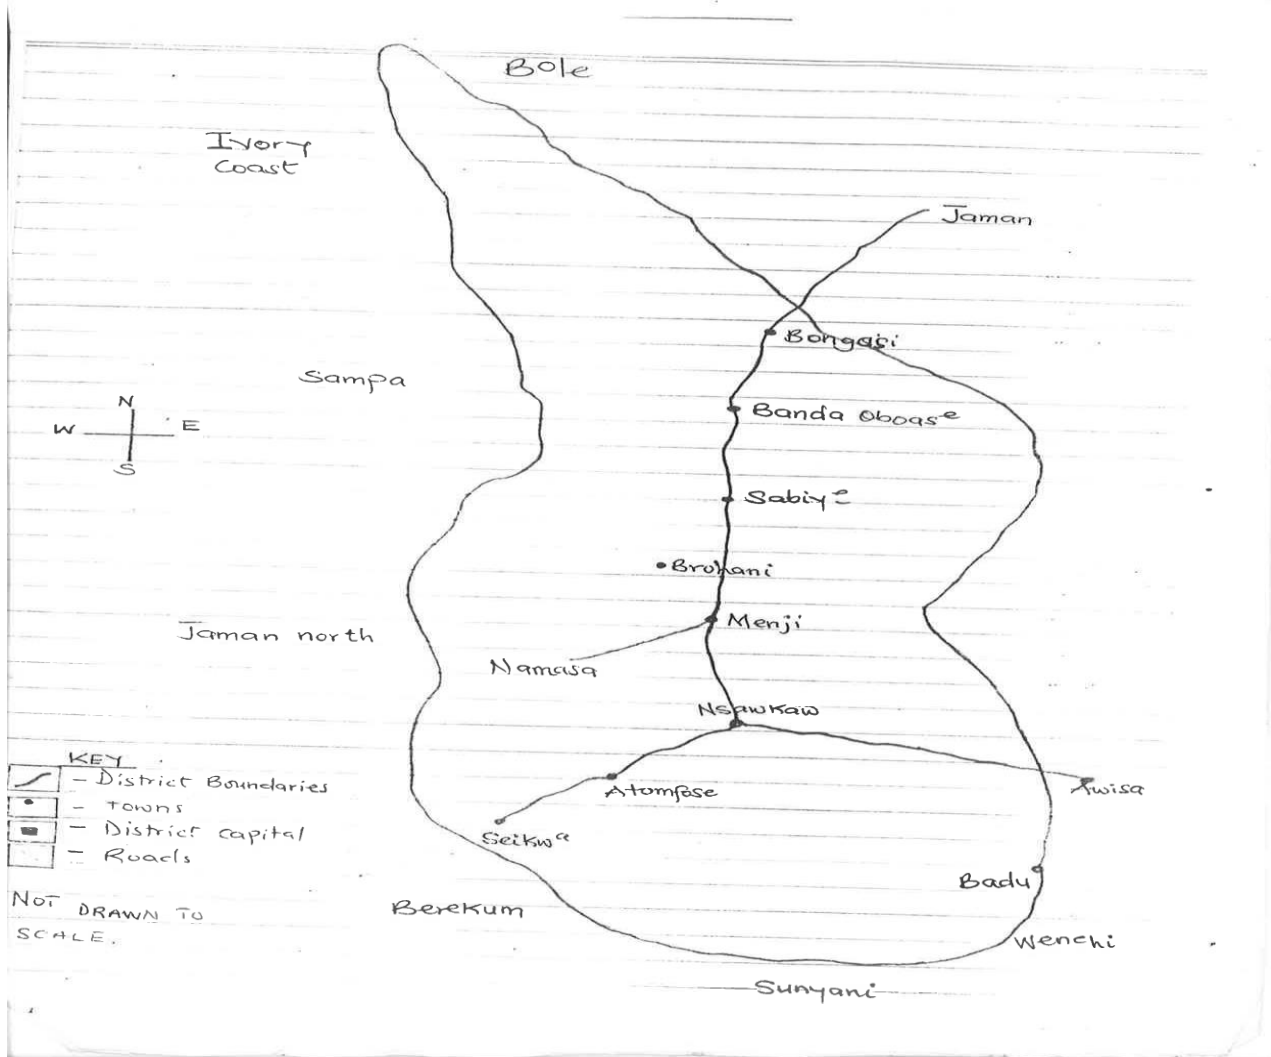 Bole
Ivory
Coast
Jaman
Bongasi
Sampa
Banda Oboase
N
W E
S
Sabiye
Brohani
Menji
Jaman north
Namasa
Nsawkaw
KEY
- District Boundaries
- Towns
- District capital
- Roads
Atomfose
Awisa
Seikwa
Badu
NOT DRAWN TO
SCALE.
Berekum
Wenchi
Sunyani